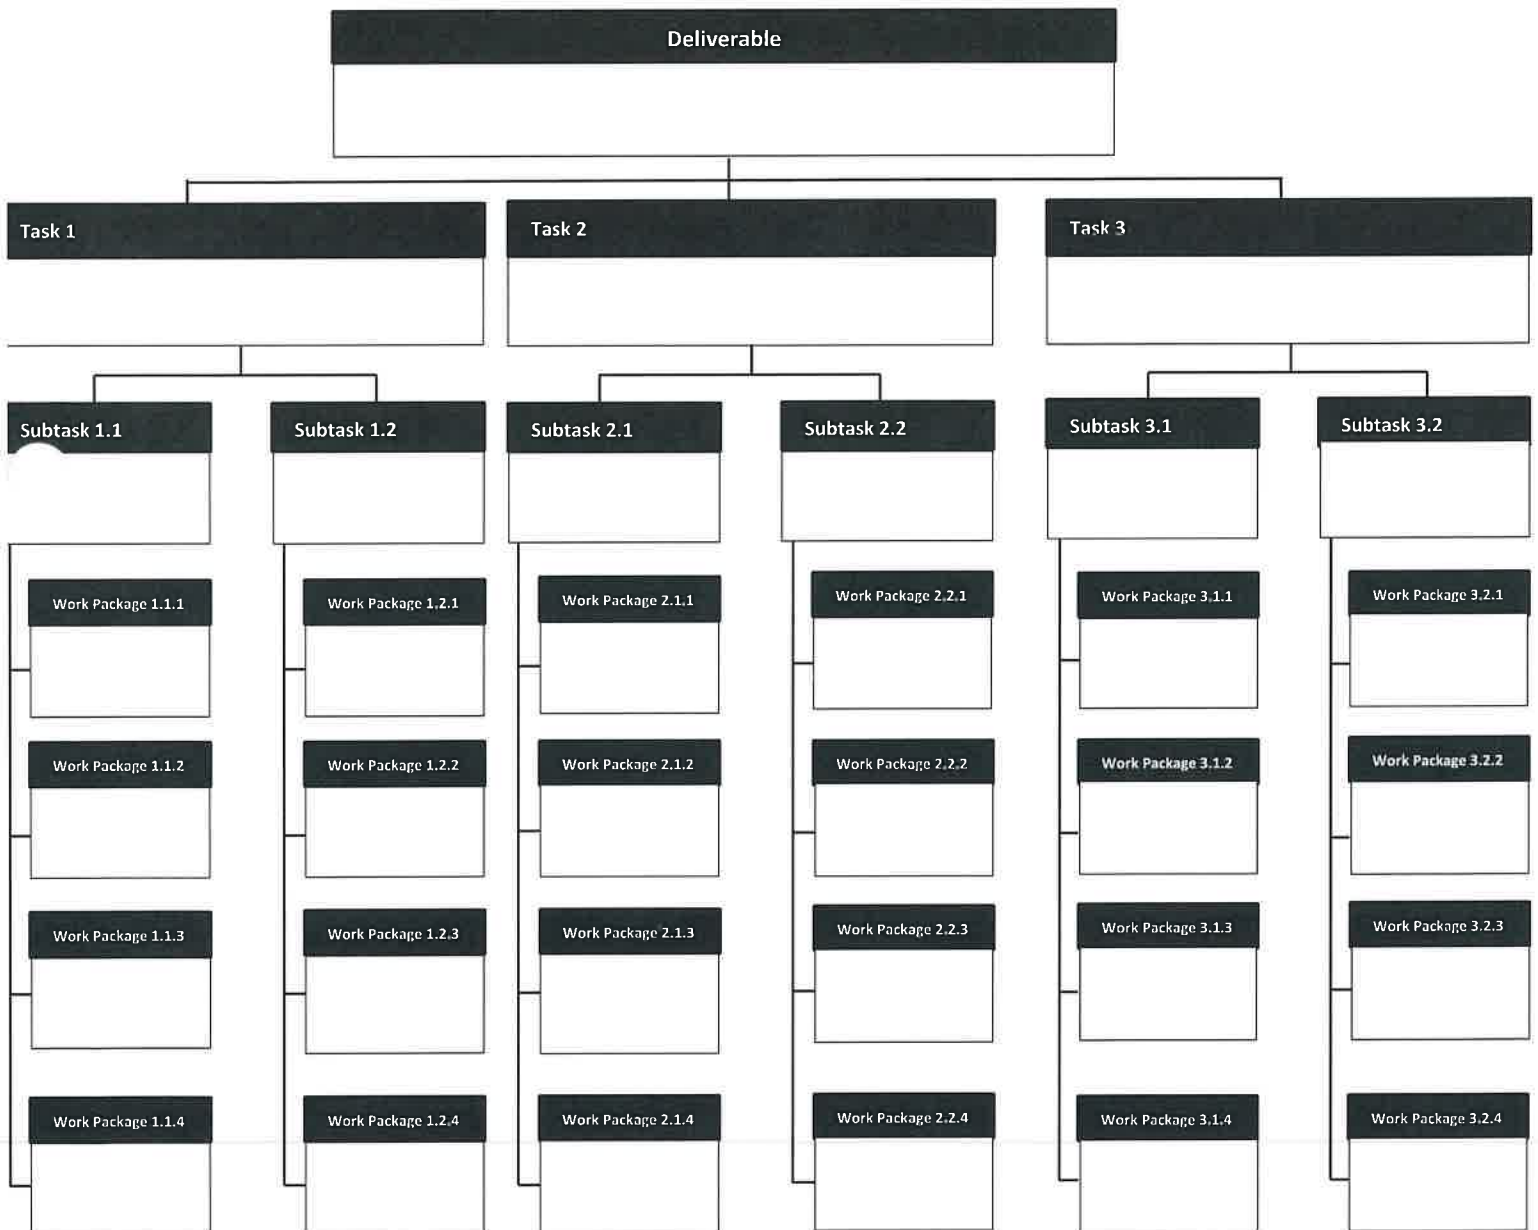 Deliverable
Task 1
Task 2
Task 3
Subtask 1.1
Subtask 1.2
Subtask 2.1
Subtask 2.2
Subtask 3.1
Subtask 3.2
Work Package 1.1.1
Work Package 1.2.1
Work Package 2.1.1
Work Package 2.2.1
Work Package 3.1.1
Work Package 3.2.1
Work Package 1.1.2
Work Package 1.2.2
Work Package 2.1.2
Work Package 2.2.2
Work Package 3.1.2
Work Package 3.2.2
Work Package 1.1.3
Work Package 1.2.3
Work Package 2.1.3
Work Package 2.2.3
Work Package 3.1.3
Work Package 3.2.3
Work Package 1.1.4
Work Package 1.2.4
Work Package 2.1.4
Work Package 2.2.4
Work Package 3.1.4
Work Package 3.2.4